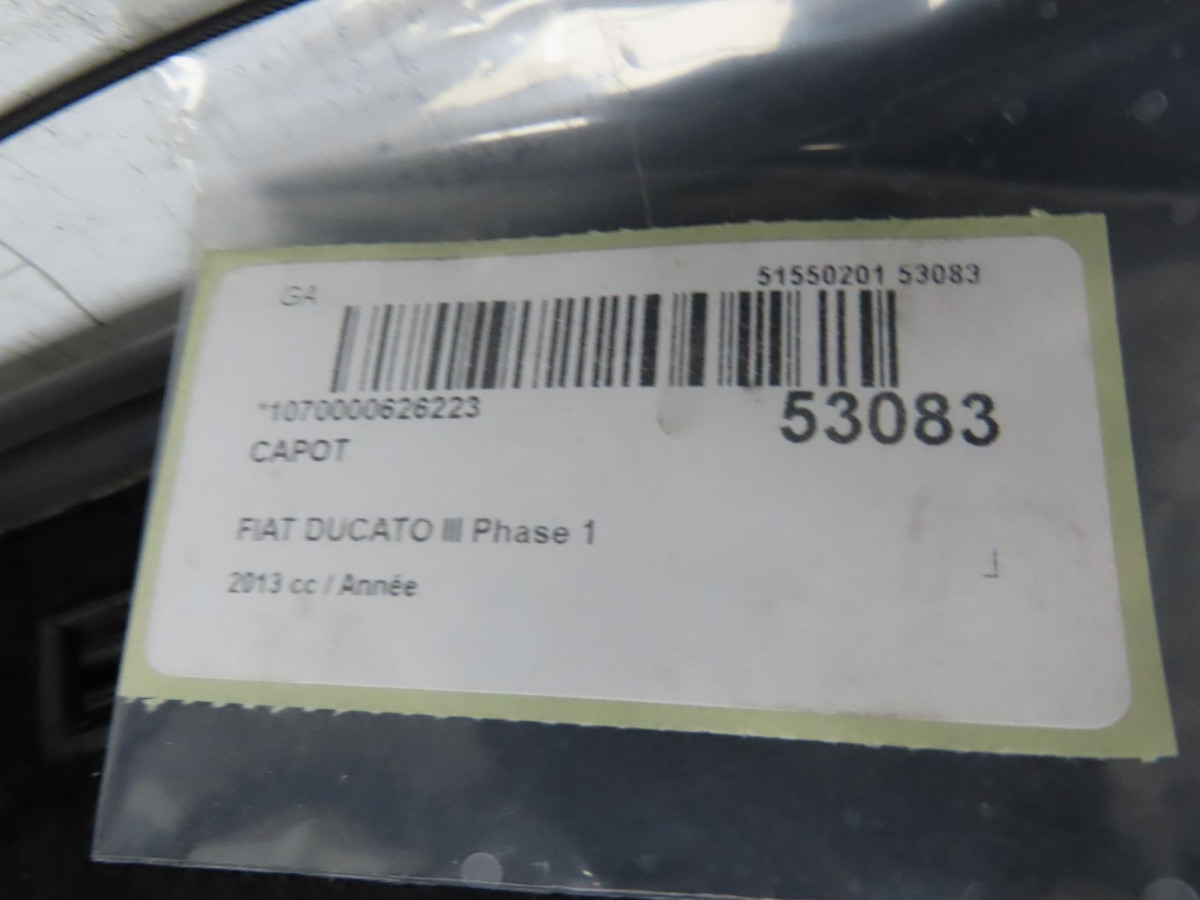 GA
51550201 53083
*1070000626223
53083
CAPOT
FIAT DUCATO III Phase 1
2013 cc / Année